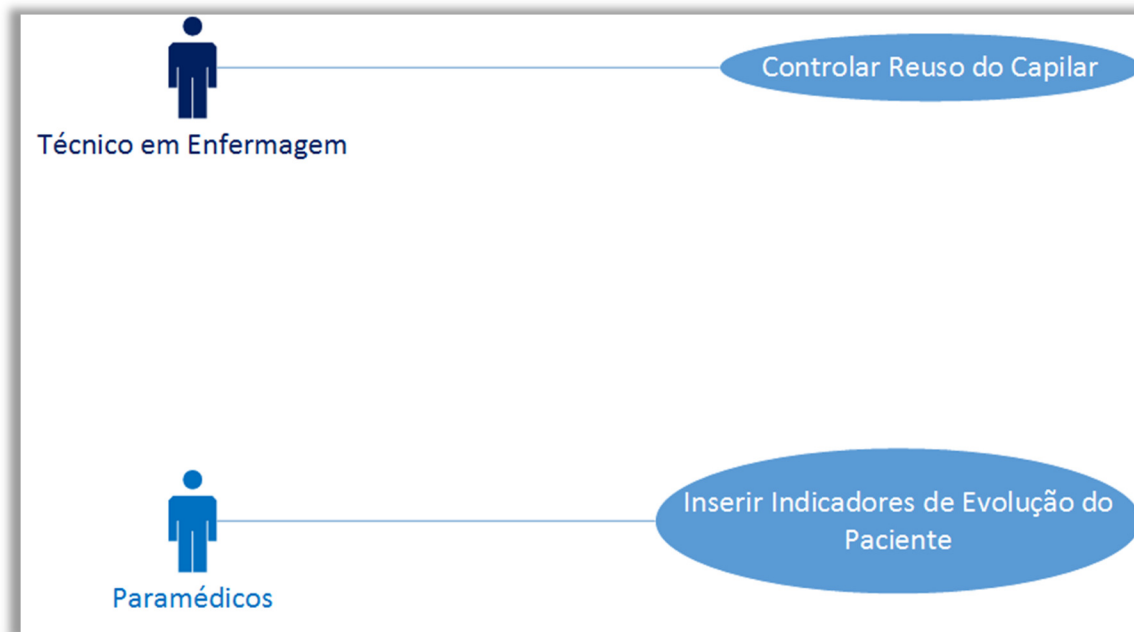 Controlar Reuso do Capilar
Técnico em Enfermagem
Inserir Indicadores de Evolução do
Paciente
Paramédicos